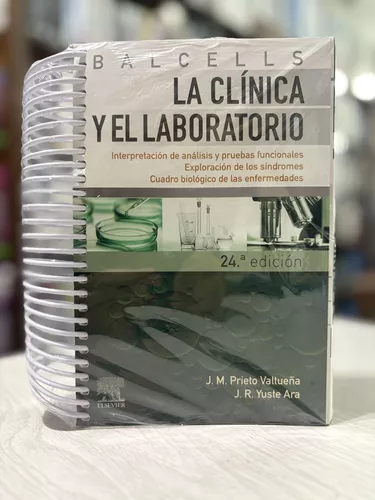 BALCELLS
LA CLÍNICA
Y EL LABORATORIO
Interpretación de análisis y pruebas funcionales
Exploración de los síndromes
Cuadro biológico de las enfermedades
24.ª edición
J. M. Prieto Valtueña
J. R. Yuste Ara
ELSEVIER